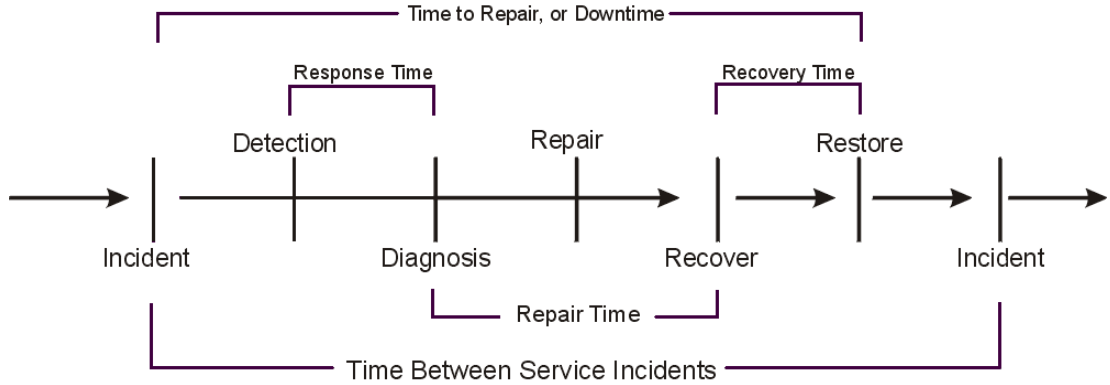 Time to Repair, or Downtime
Response Time
Recovery Time
Detection
Repair
Restore
Incident
Diagnosis
Recover
Incident
Repair Time
Time Between Service Incidents